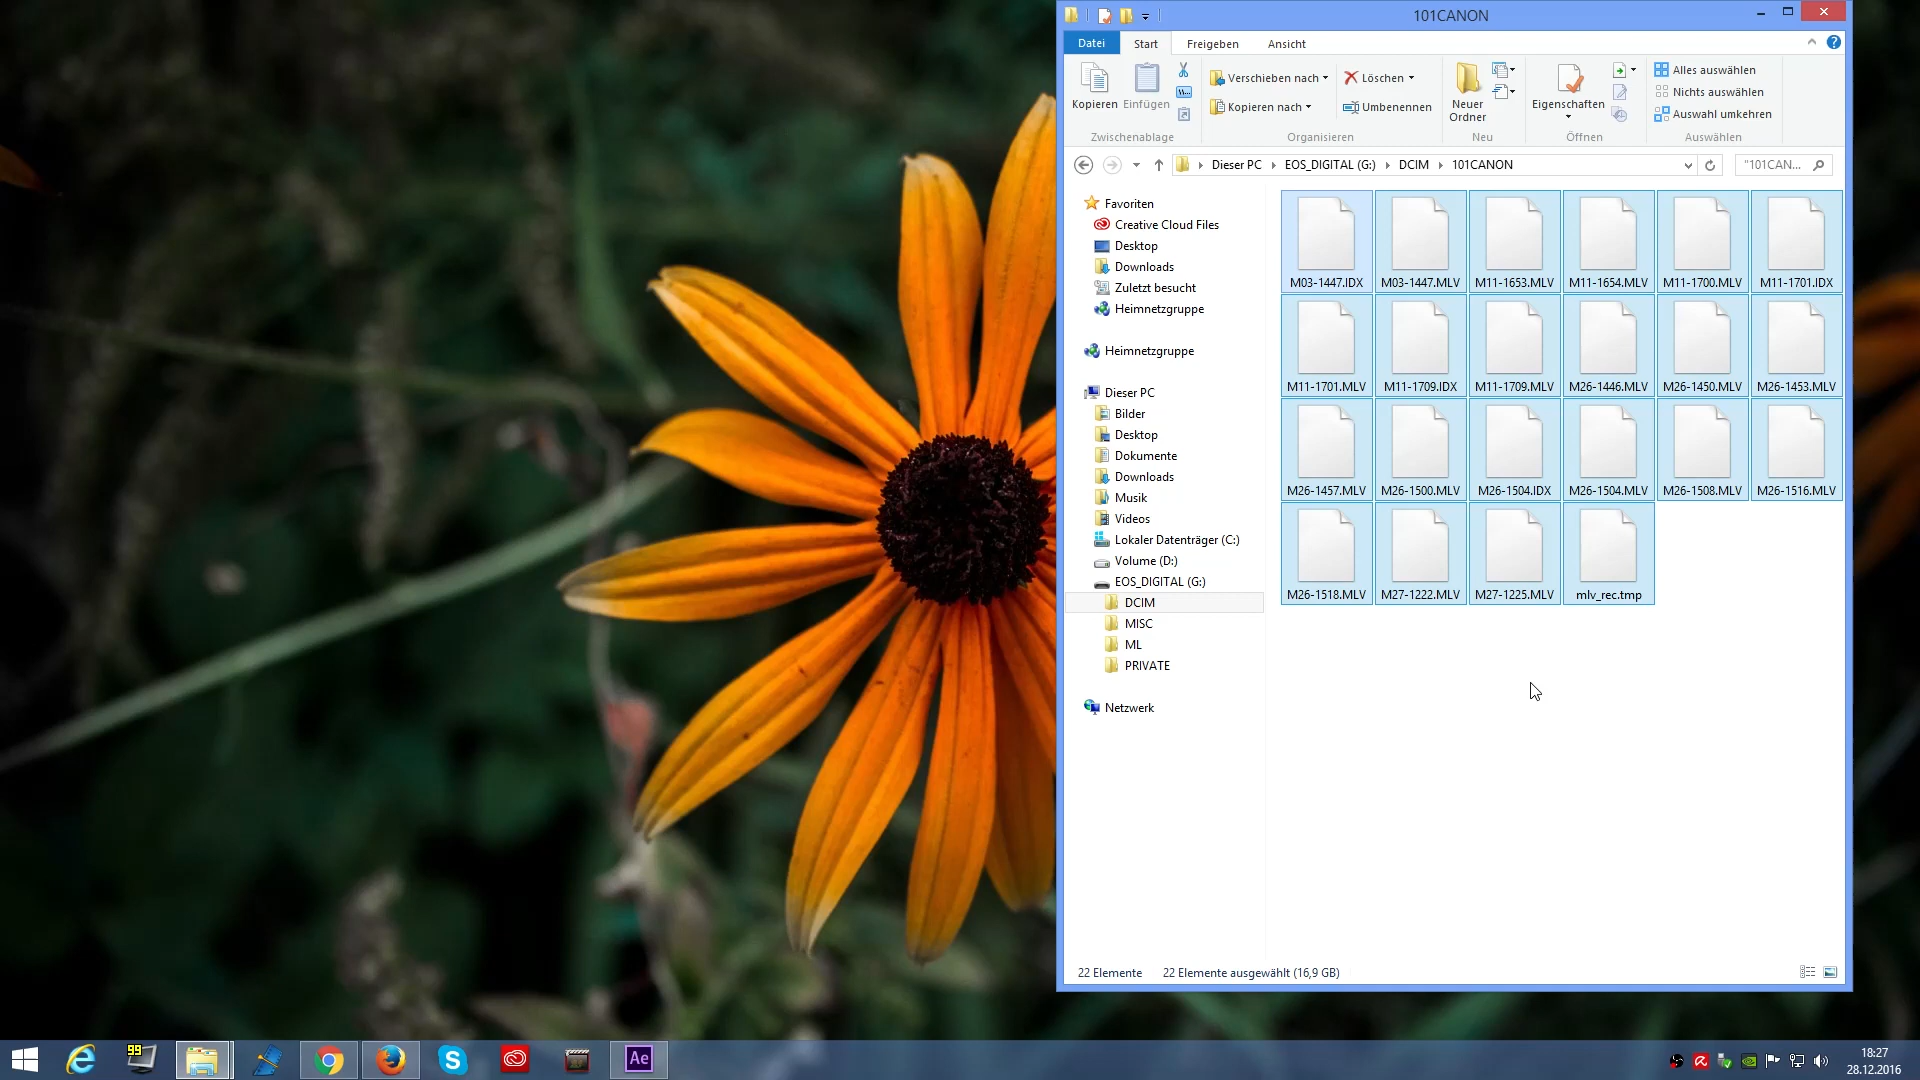 101CANON
Datei Start Freigeben Ansicht
Kopieren
Einfügen
Zwischenablage
Verschieben nach
Kopieren nach
Löschen
Umbenennen
Organisieren
Neuer
Ordner
Neu
Eigenschaften
Öffnen
Alles auswählen
Nichts auswählen
Auswahl umkehren
Auswählen
Dieser PC EOS_DIGITAL (G:) DCIM 101CANON
"101CAN...
Favoriten
Creative Cloud Files
Desktop
Downloads
Zuletzt besucht
Heimnetzgruppe
Heimnetzgruppe
Dieser PC
Bilder
Desktop
Dokumente
Downloads
Musik
Videos
Lokaler Datenträger (C:)
Volume (D:)
EOS_DIGITAL (G:)
DCIM
MISC
ML
PRIVATE
Netzwerk
M03-1447.IDX M03-1447.MLV M11-1653.MLV M11-1654.MLV M11-1700.MLV M11-1701.IDX
M11-1701.MLV M11-1709.IDX M11-1709.MLV M26-1446.MLV M26-1450.MLV M26-1453.MLV
M26-1457.MLV M26-1500.MLV M26-1504.IDX M26-1504.MLV M26-1508.MLV M26-1516.MLV
M26-1518.MLV M27-1222.MLV M27-1225.MLV mlv_rec.tmp
22 Elemente 22 Elemente ausgewählt (16,9 GB)
99
Ae
18:27
28.12.2016